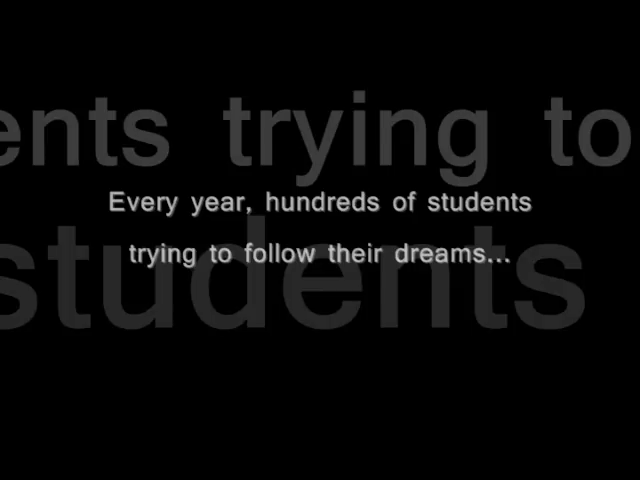 ents trying to
Every year, hundreds of students
trying to follow their dreams...
students